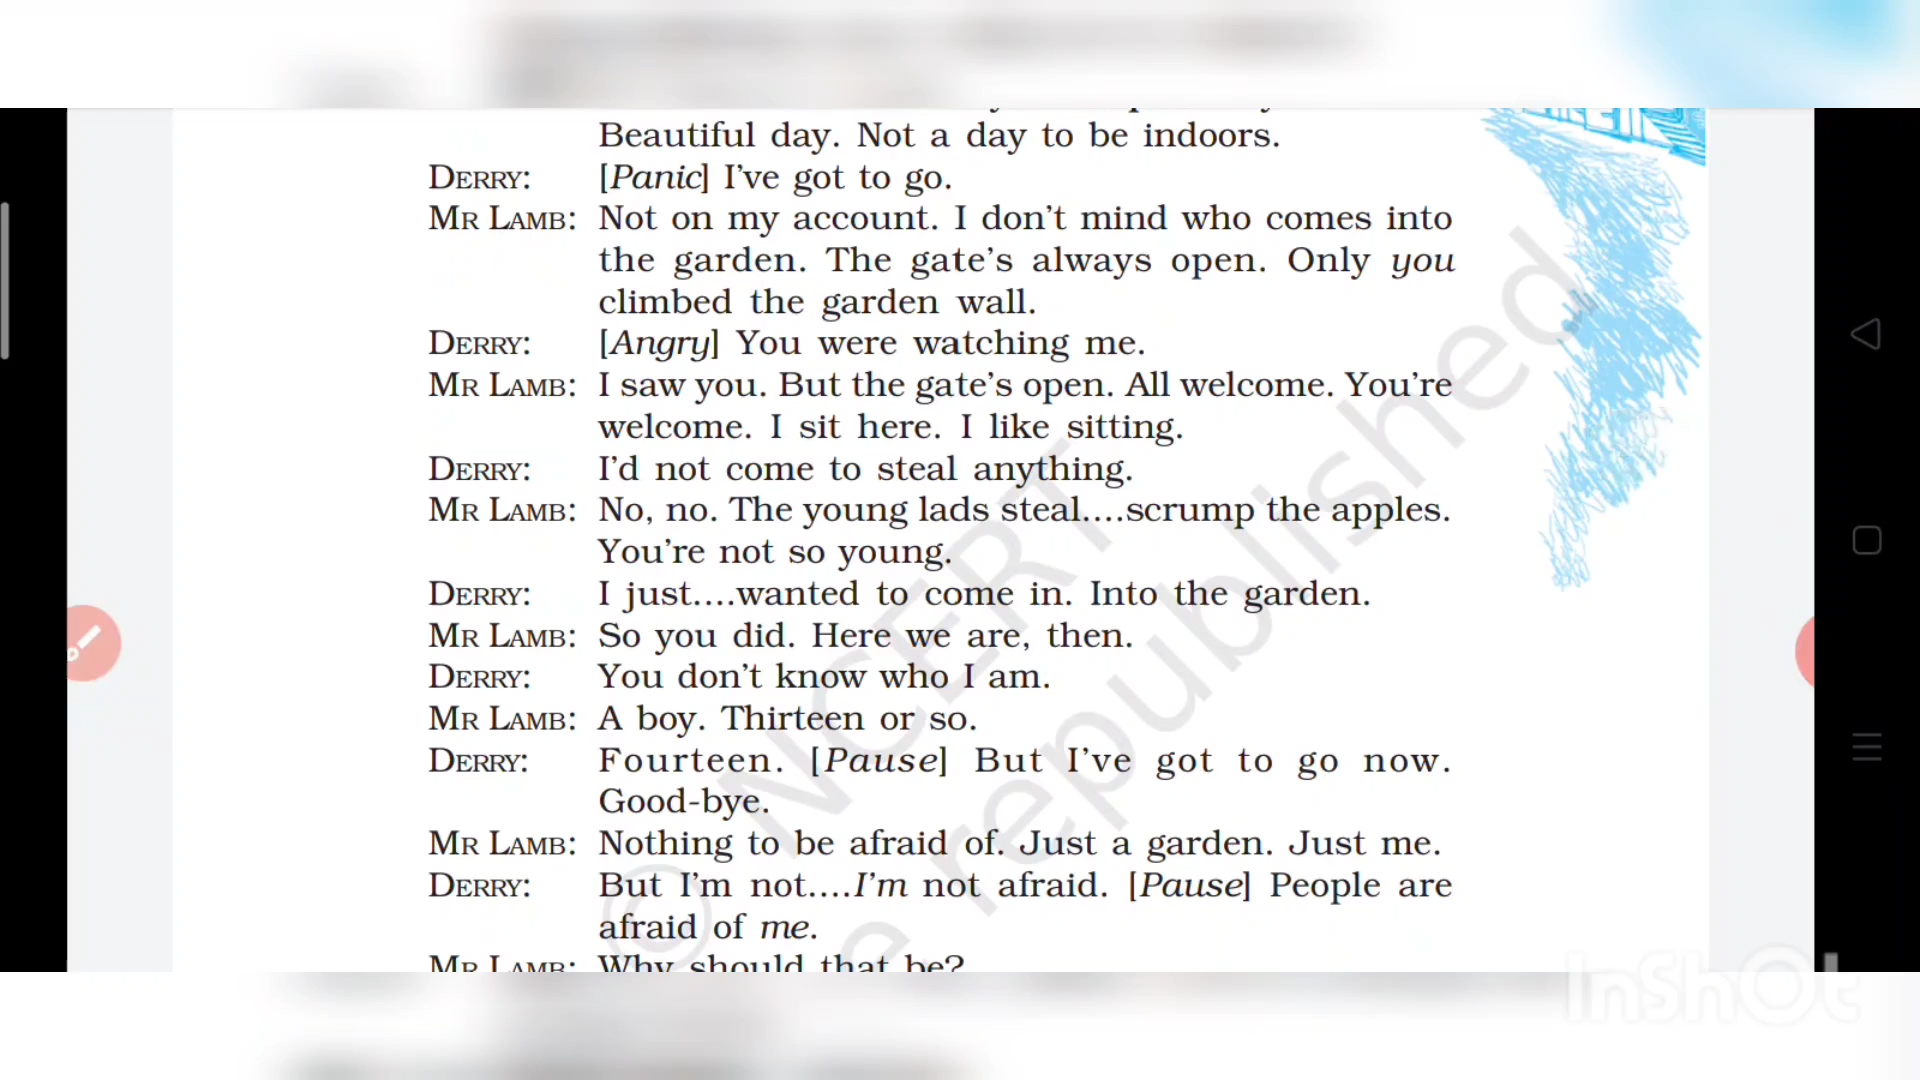 Beautiful day. Not a day to be indoors.
DERRY: [Panic] I've got to go.
MR LAMB: Not on my account. I don't mind who comes into
the garden. The gate's always open. Only you
climbed the garden wall.
DERRY: [Angry] You were watching me.
MR LAMB: I saw you. But the gate's open. All welcome. You're
welcome. I sit here. I like sitting.
DERRY: I'd not come to steal anything.
MR LAMB: No, no. The young lads steal....scrump the apples.
You're not so young.
DERRY: I just....wanted to come in. Into the garden.
MR LAMB: So you did. Here we are, then.
DERRY: You don't know who I am.
MR LAMB: A boy. Thirteen or so.
DERRY: Fourteen. [Pause] But I've got to go now.
Good-bye.
MR LAMB: Nothing to be afraid of. Just a garden. Just me.
DERRY: But I'm not....I'm not afraid. [Pause] People are
afraid of me.
MR LAMB: Why should that be?
© NCERT
republished
InShOt